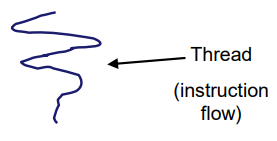 Thread
(instruction
flow)